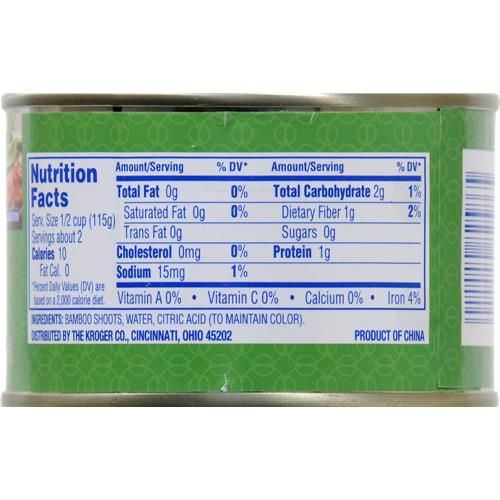 Nutrition
Facts
Serv. Size 1/2 cup (115g)
Servings about 2
Calories 10
Fat Cal. 0
*Percent Daily Values (DV) are
based on a 2,000 calorie diet.
Amount/Serving % DV*
Total Fat 0g 0%
Saturated Fat 0g 0%
Trans Fat 0g
Cholesterol 0mg 0%
Sodium 15mg 1%
Amount/Serving % DV*
Total Carbohydrate 2g 1%
Dietary Fiber 1g 2%
Sugars 0g
Protein 1g
Vitamin A 0% • Vitamin C 0% • Calcium 0% • Iron 4%
INGREDIENTS: BAMBOO SHOOTS, WATER, CITRIC ACID (TO MAINTAIN COLOR).
DISTRIBUTED BY THE KROGER CO., CINCINNATI, OHIO 45202 PRODUCT OF CHINA